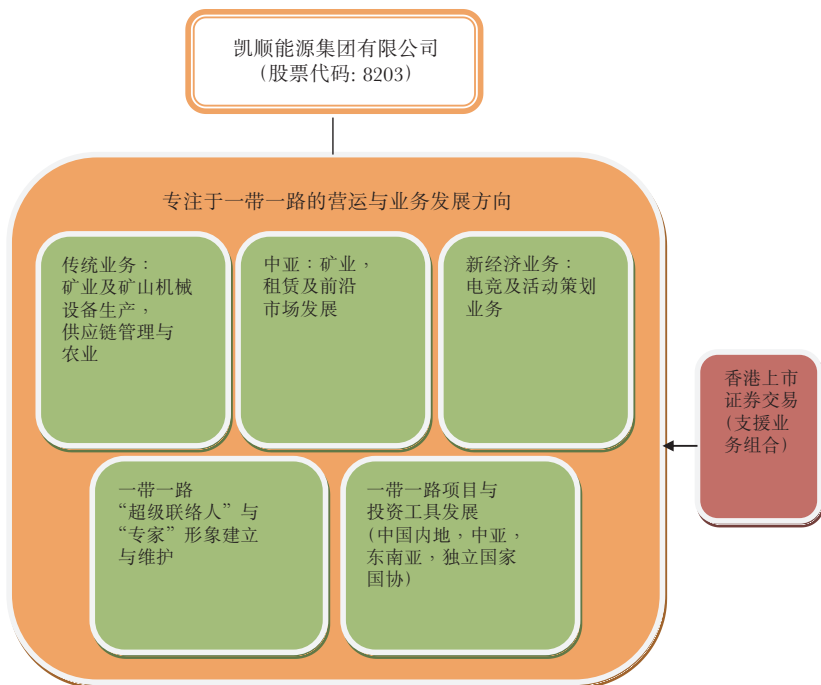 凯顺能源集团有限公司
(股票代码: 8203)
专注于一带一路的营运与业务发展方向
传统业务：
矿业及矿山机械
设备生产，
供应链管理与
农业
中亚：矿业，
租赁及前沿
市场发展
新经济业务：
电竞及活动策划
业务
香港上市
证券交易
(支援业
务组合)
一带一路
“超级联络人”与
“专家”形象建立
与维护
一带一路项目与
投资工具发展
(中国内地，中亚，
东南亚，独立国家
国协)